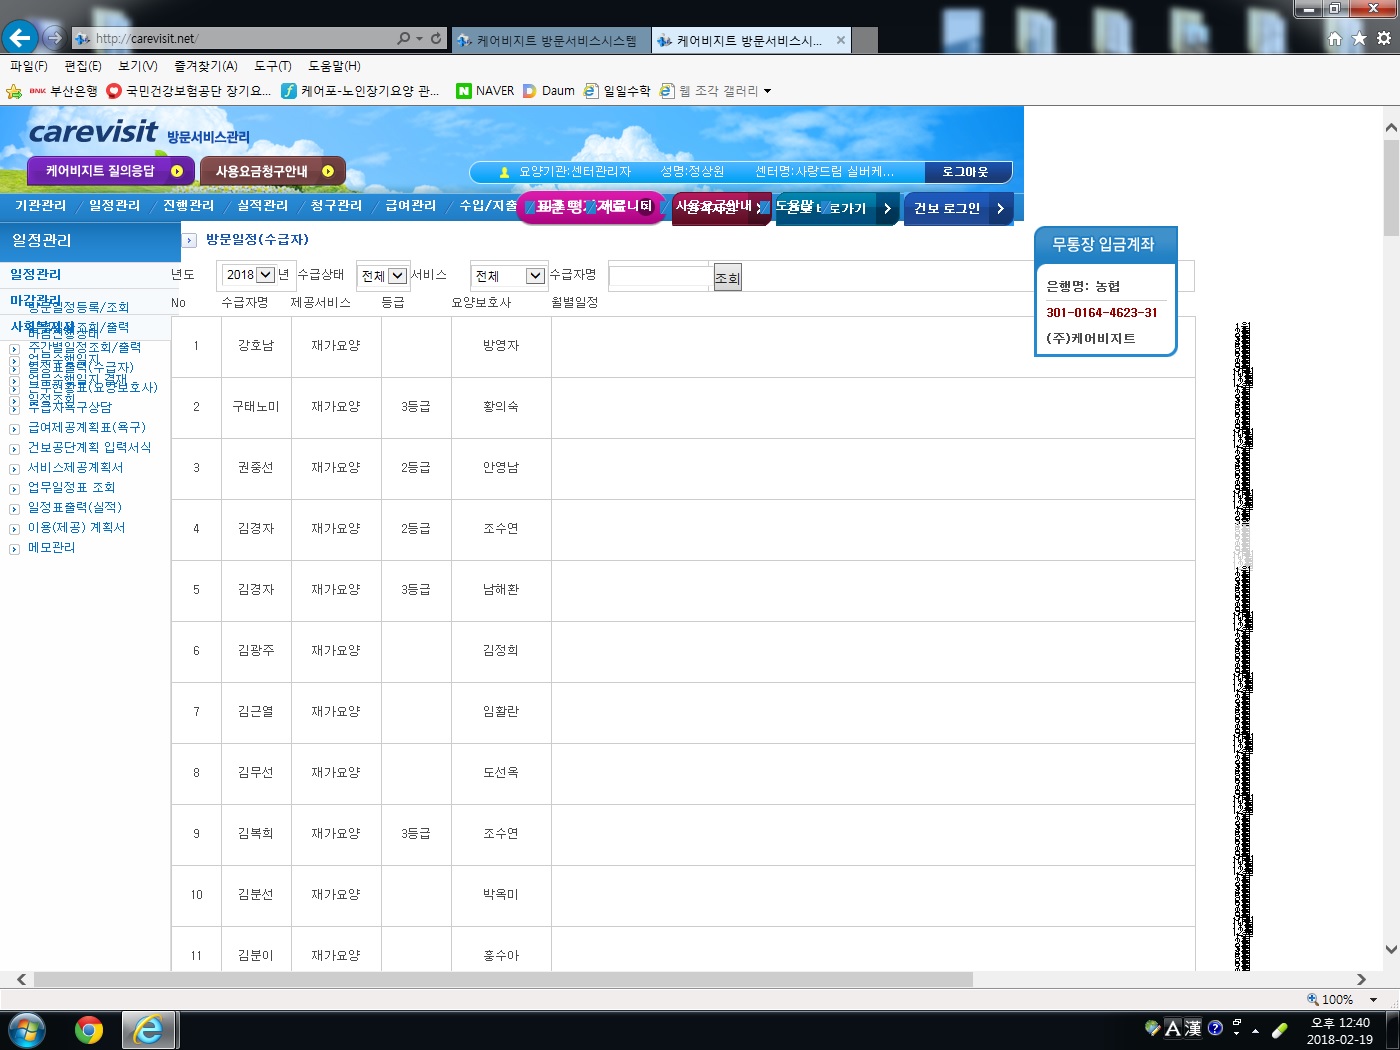 http://carevisit.net/
케어비지트 방문서비스시스템
케어비지트 방문서비스시...
파일(F) 편집(E) 보기(V) 즐겨찾기(A) 도구(T) 도움말(H)
BNK 부산은행 국민건강보험공단 장기요... 케어포-노인장기요양 관... NAVER Daum 일일수학 웹 조각 갤러리
carevisit 방문서비스관리
케어비지트 질의응답 사용요금청구안내
요양기관:센터관리자 성명:정상원 센터명:사랑드림 실버케... 로그아웃
기관관리 일정관리 진행관리 실적관리 청구관리 급여관리 수입/지출
사용요금안내 도움말 바로가기 건보 로그인
일정관리
방문일정(수급자)
무통장 입금계좌
은행명: 농협
301-0164-4623-31
(주)케어비지트
일정관리
마감관리
방문일정등록/조회
주간별일정조회/출력
일정표출력(수급자)
근무현황표(요양보호사)
수급자욕구상담
급여제공계획표(욕구)
건보공단계획 입력서식
서비스제공계획서
업무일정표 조회
일정표출력(실적)
이용(제공) 계획서
메모관리
년도 2018 년 수급상태 전체 서비스 전체 수급자명 조회
No 수급자명 제공서비스 등급 요양보호사 월별일정
1 강호남 재가요양 방영자
2 구태노미 재가요양 3등급 황의숙
3 권중선 재가요양 2등급 안영남
4 김경자 재가요양 2등급 조수연
5 김경자 재가요양 3등급 남해환
6 김광주 재가요양 김정희
7 김근열 재가요양 임활란
8 김무선 재가요양 도선옥
9 김복희 재가요양 3등급 조수연
10 김분선 재가요양 박옥미
11 김분이 재가요양 홍수아
100%
A 漢
오후 12:40
2018-02-19